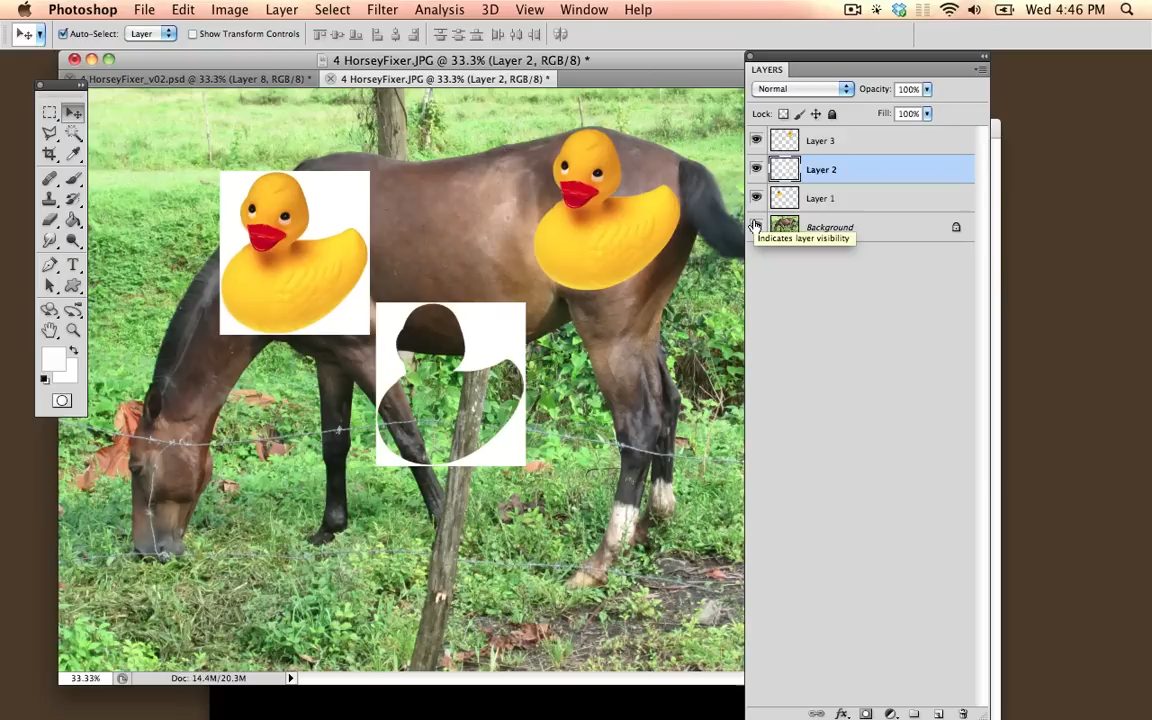 Photoshop File Edit Image Layer Select Filter Analysis 3D View Window Help Wed 4:46 PM
Auto-Select: Layer Show Transform Controls
4 HorseyFixer.JPG @ 33.3% (Layer 2, RGB/8) *
4 HorseyFixer_v02.psd @ 33.3% (Layer 8, RGB/8) * 4 HorseyFixer.JPG @ 33.3% (Layer 2, RGB/8) *
LAYERS
Normal Opacity: 100%
Lock: Fill: 100%
Layer 3
Layer 2
Layer 1
Background
Indicates layer visibility
33.33% Doc: 14.4M/20.3M